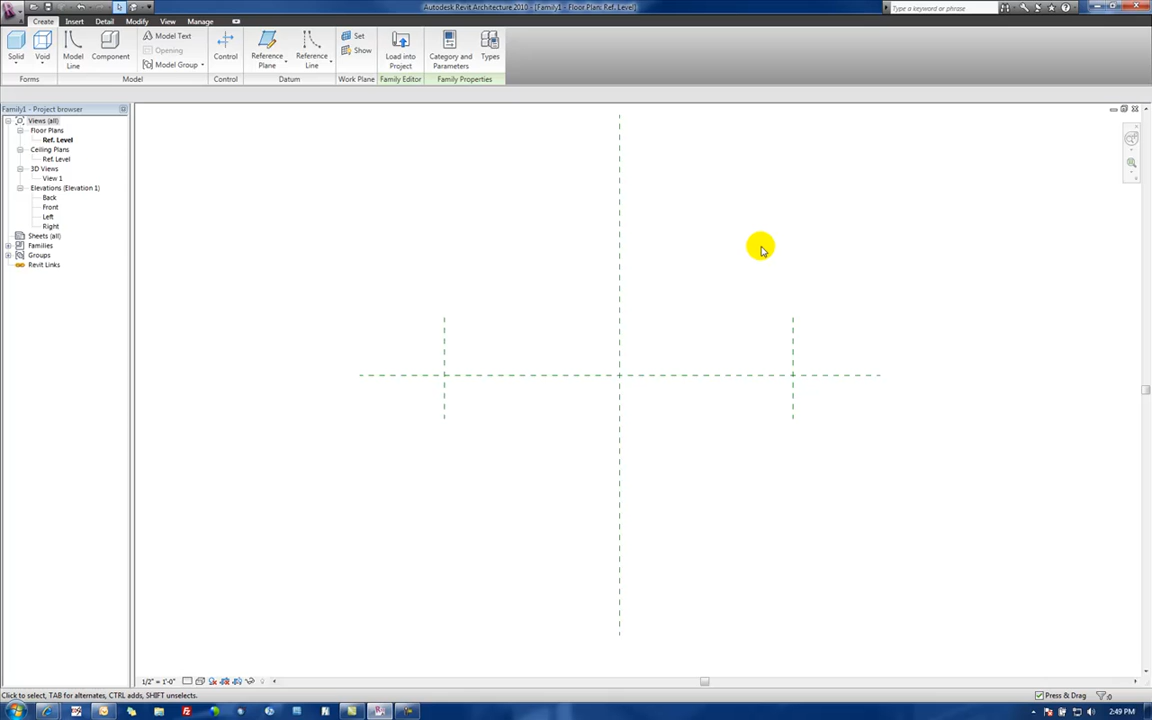 Autodesk Revit Architecture 2010 - [Family1 - Floor Plan: Ref. Level]
Type a keyword or phrase
Create Insert Detail Modify View Manage
Solid
Void
Model Line
Component
Model Text
Opening
Model Group
Control
Reference Plane
Reference Line
Set
Show
Load into Project
Category and Parameters
Types
Forms Model Control Datum Work Plane Family Editor Family Properties
Family1 - Project browser
Views (all)
Floor Plans
Ref. Level
Ceiling Plans
Ref. Level
3D Views
View 1
Elevations (Elevation 1)
Back
Front
Left
Right
Sheets (all)
Families
Groups
Revit Links
1/2" = 1'-0"
Click to select, TAB for alternates, CTRL adds, SHIFT unselects.
Press & Drag
:0
2:49 PM